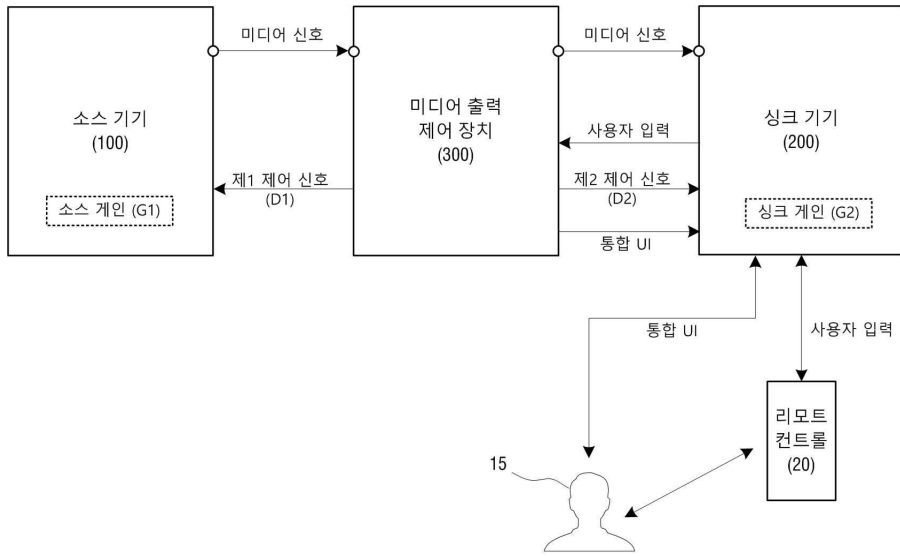 미디어 신호
미디어 신호
소스 기기
(100)
미디어 출력
제어 장치
(300)
싱크 기기
(200)
사용자 입력
제1 제어 신호
(D1)
제2 제어 신호
(D2)
소스 게인 (G1)
싱크 게인 (G2)
통합 UI
통합 UI
사용자 입력
리모트
컨트롤
(20)
15